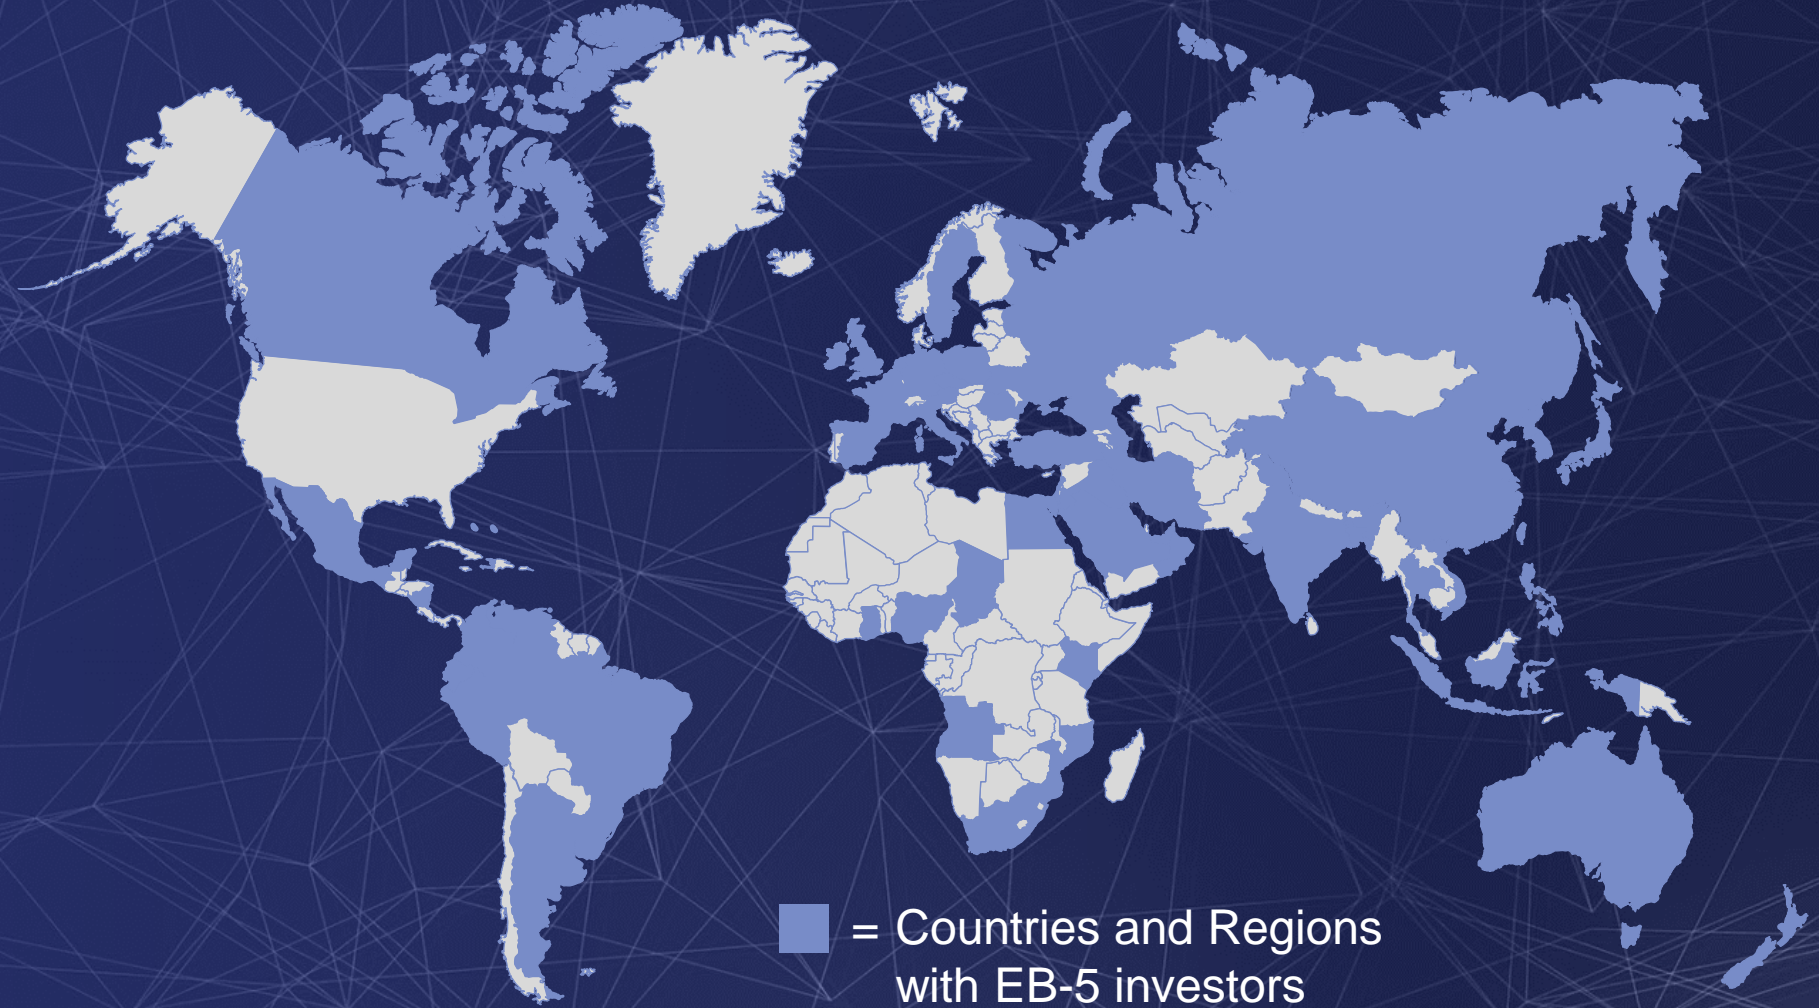 = Countries and Regions
with EB-5 investors